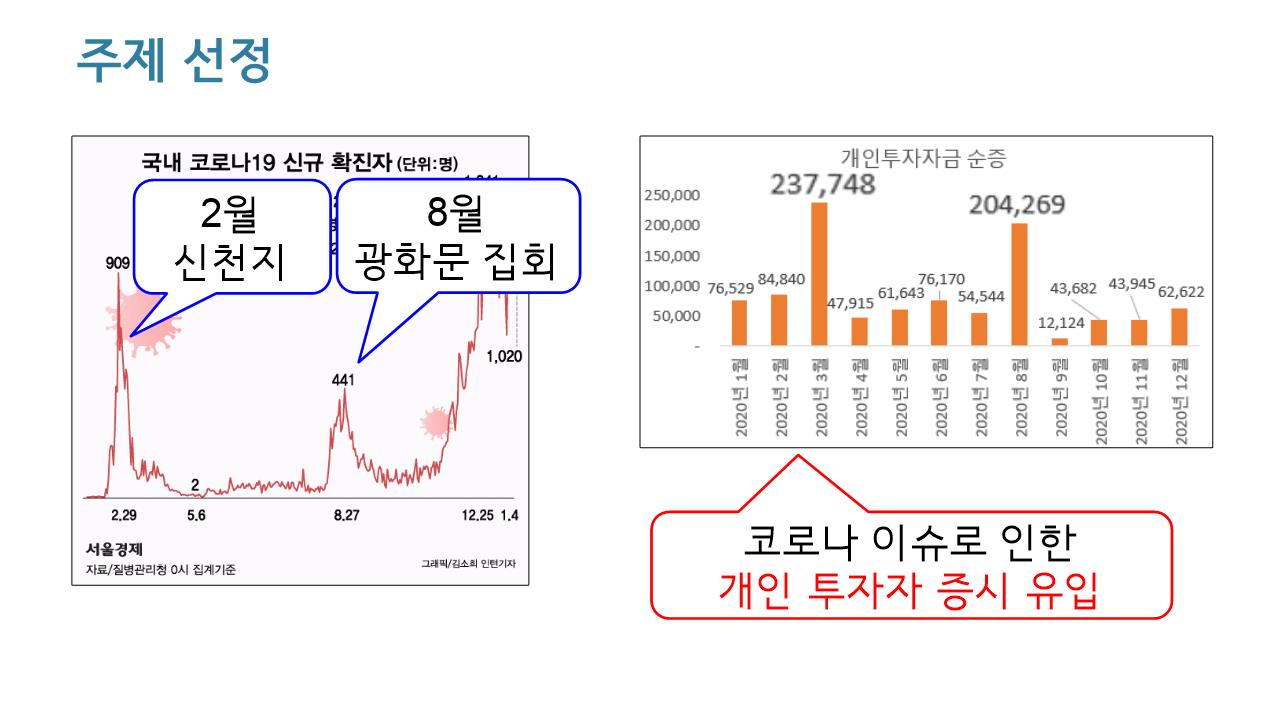 주제 선정
국내 코로나19 신규 확진자 (단위:명)
2월
신천지
8월
광화문 집회
909
441
2
1,020
2.29 5.6 8.27 12.25 1.4
서울경제
자료/질병관리청 0시 집계기준
그래픽/김소희 인턴기자
개인투자자금 순증
250,000
200,000
150,000
100,000
50,000
-
76,529
84,840
237,748
47,915
61,643
76,170
54,544
204,269
12,124
43,682
43,945
62,622
2020년 1월
2020년 2월
2020년 3월
2020년 4월
2020년 5월
2020년 6월
2020년 7월
2020년 8월
2020년 9월
2020년 10월
2020년 11월
2020년 12월
코로나 이슈로 인한
개인 투자자 증시 유입